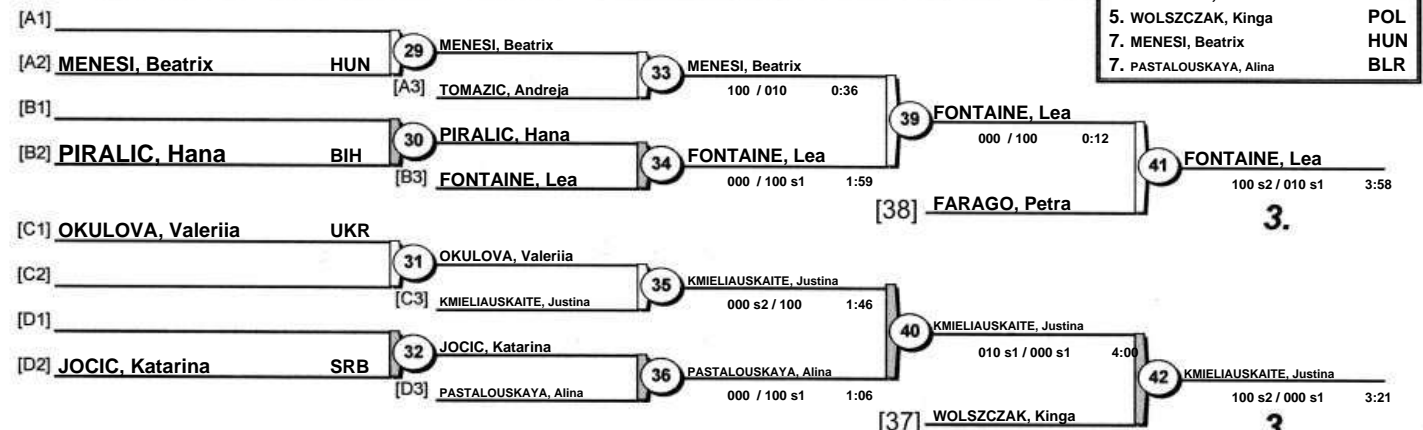 5. WOLSZCZAK, Kinga POL
7. MENESI, Beatrix HUN
7. PASTALOUSKAYA, Alina BLR
[A1]
[A2] MENESI, Beatrix HUN
29 MENESI, Beatrix
[A3] TOMAZIC, Andreja
33 MENESI, Beatrix
100 / 010 0:36
[B1]
[B2] PIRALIC, Hana BIH
30 PIRALIC, Hana
[B3] FONTAINE, Lea
34 FONTAINE, Lea
000 / 100 s1 1:59
39 FONTAINE, Lea
000 / 100 0:12
[38] FARAGO, Petra
41 FONTAINE, Lea
100 s2 / 010 s1 3:58
3.
[C1] OKULOVA, Valeriia UKR
[C2]
31 OKULOVA, Valeriia
[C3] KMIELIAUSKAITE, Justina
35 KMIELIAUSKAITE, Justina
000 s2 / 100 1:46
[D1]
[D2] JOCIC, Katarina SRB
32 JOCIC, Katarina
[D3] PASTALOUSKAYA, Alina
36 PASTALOUSKAYA, Alina
000 / 100 s1 1:06
40 KMIELIAUSKAITE, Justina
010 s1 / 000 s1 4:00
[37] WOLSZCZAK, Kinga
42 KMIELIAUSKAITE, Justina
100 s2 / 000 s1 3:21
3